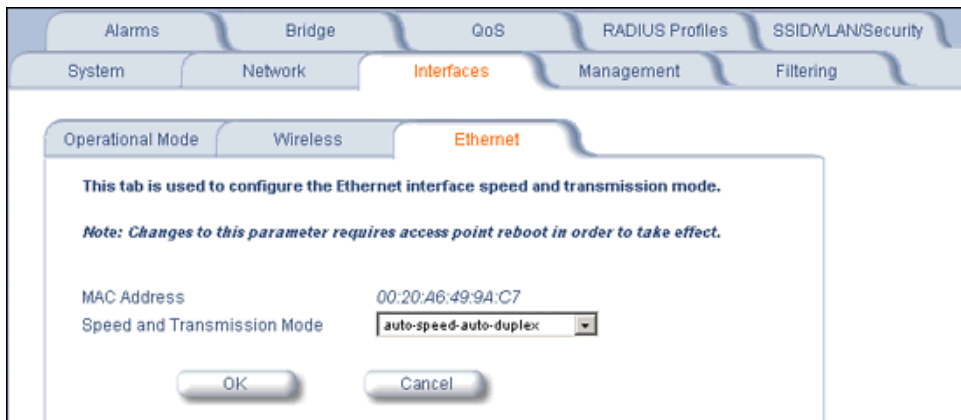 Alarms Bridge QoS RADIUS Profiles SSID/VLAN/Security
System Network Interfaces Management Filtering
Operational Mode Wireless Ethernet
This tab is used to configure the Ethernet interface speed and transmission mode.
Note: Changes to this parameter requires access point reboot in order to take effect.
MAC Address 00:20:A6:49:9A:C7
Speed and Transmission Mode auto-speed-auto-duplex
OK Cancel